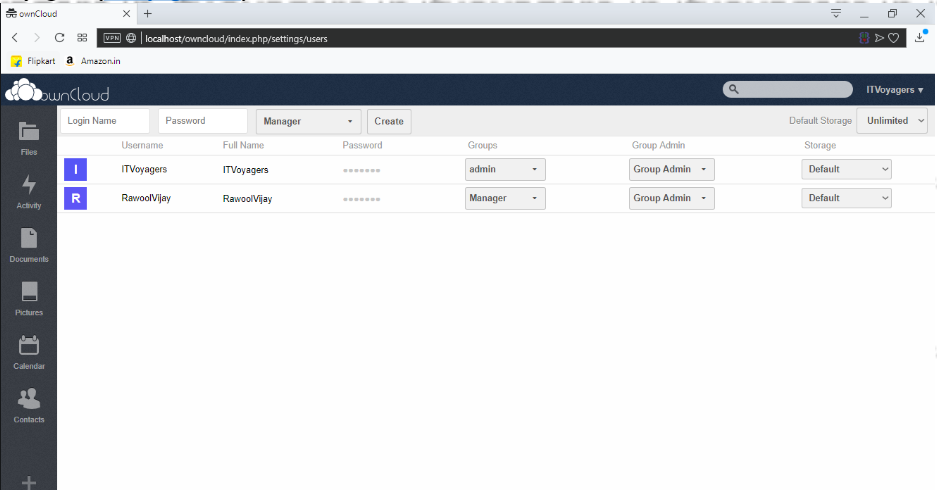 ownCloud
VPN localhost/owncloud/index.php/settings/users
Flipkart a Amazon.in
ownCloud ITVoyagers
Login Name Password Manager Create Default Storage Unlimited
Files
Username Full Name Password Groups Group Admin Storage
I ITVoyagers ITVoyagers admin Group Admin Default
R RawoolVijay RawoolVijay Manager Group Admin Default
Activity
Documents
Pictures
Calendar
Contacts